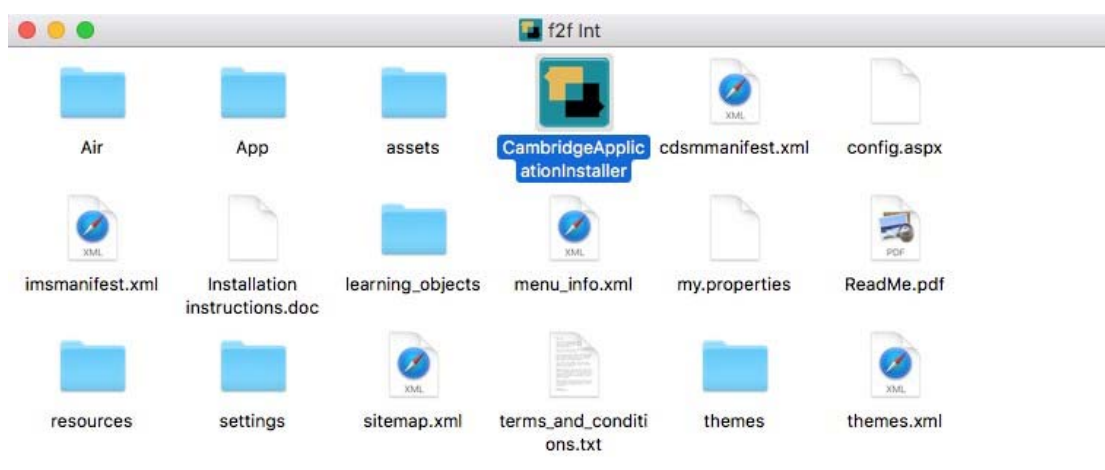 f2f Int
Air
App
assets
CambridgeApplic
ationInstaller
XML
cdsmmanifest.xml
config.aspx
XML
imsmanifest.xml
Installation
instructions.doc
learning_objects
XML
menu_info.xml
my.properties
PDF
ReadMe.pdf
resources
settings
XML
sitemap.xml
terms_and_conditi
ons.txt
themes
XML
themes.xml